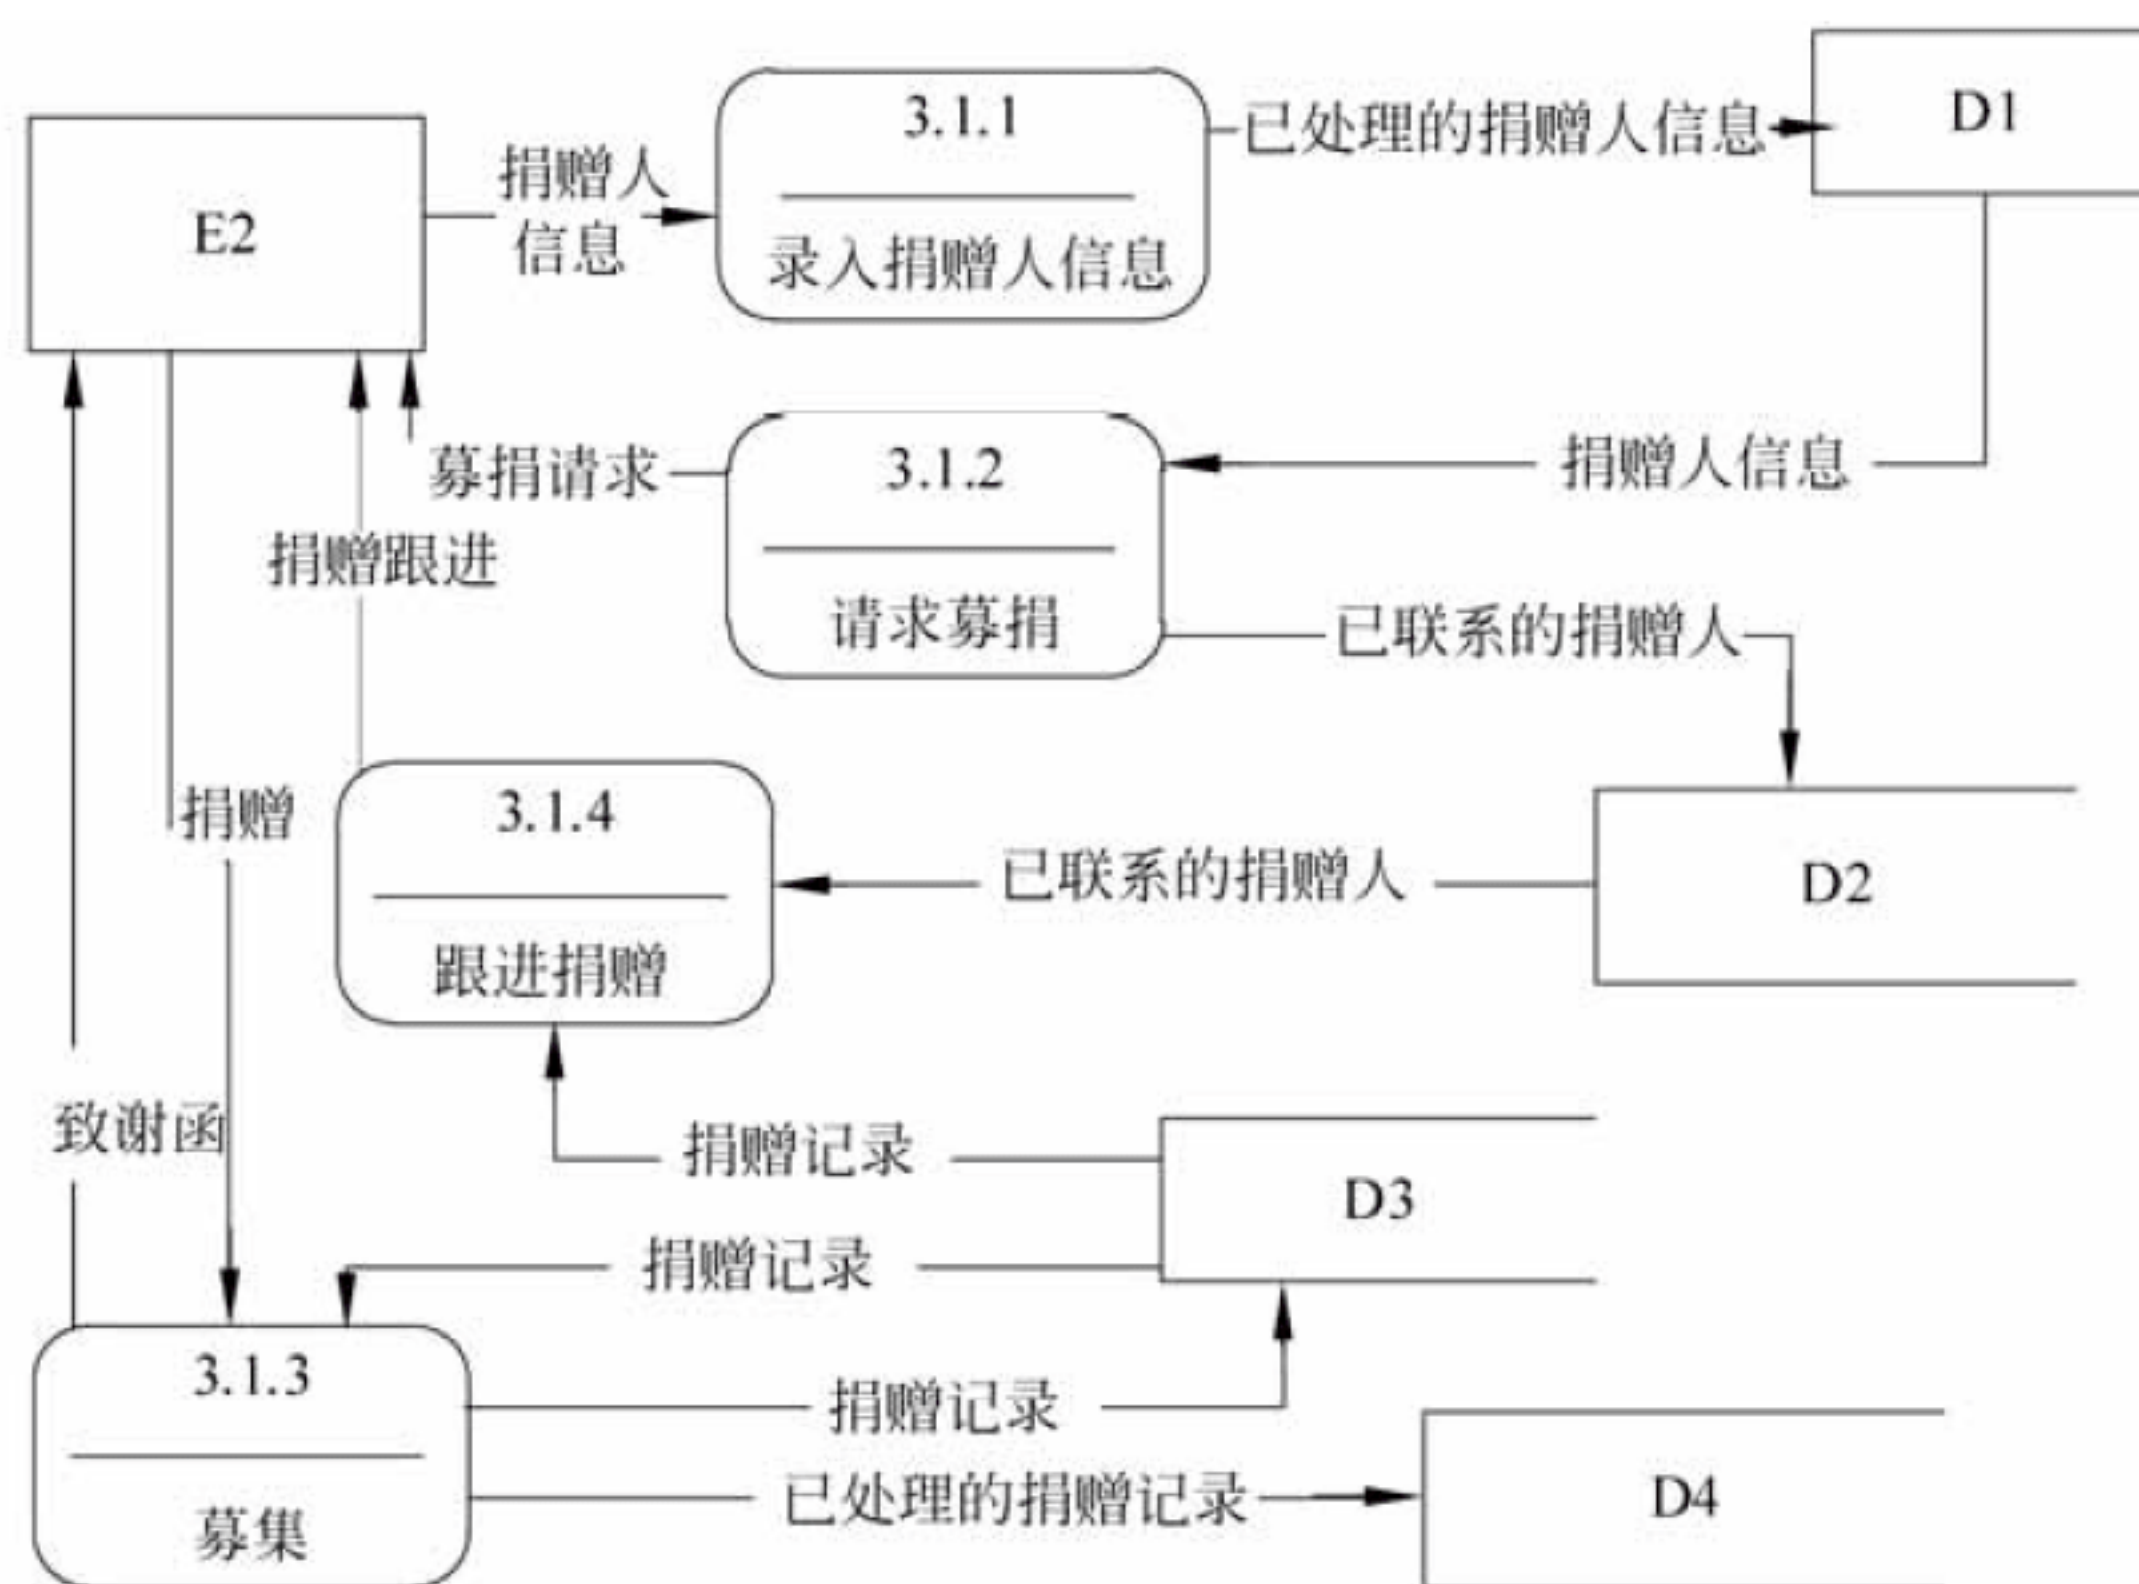 3.1.1
已处理的捐赠人信息
D1
E2
捐赠人
信息
录入捐赠人信息
募捐请求
3.1.2
捐赠人信息
捐赠跟进
请求募捐
已联系的捐赠人
捐赠
3.1.4
已联系的捐赠人
D2
跟进捐赠
致谢函
捐赠记录
D3
捐赠记录
3.1.3
捐赠记录
已处理的捐赠记录
D4
募集